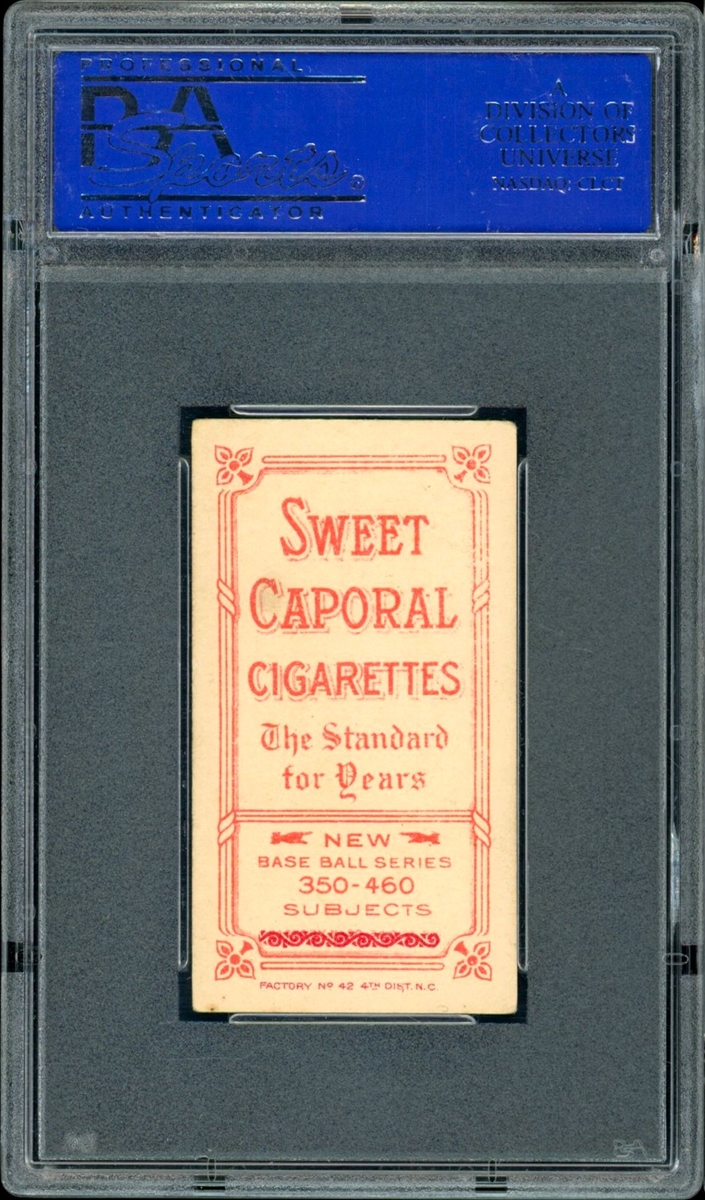 PROFESSIONAL
PSA
Sports®
AUTHENTICATOR
A
DIVISION OF
COLLECTORS
UNIVERSE
NASDAQ: CLCT
SWEET
CAPORAL
CIGARETTES
The Standard
for Years
NEW
BASE BALL SERIES
350-460
SUBJECTS
FACTORY Nº 42 4TH DIST. N.C.
PSA